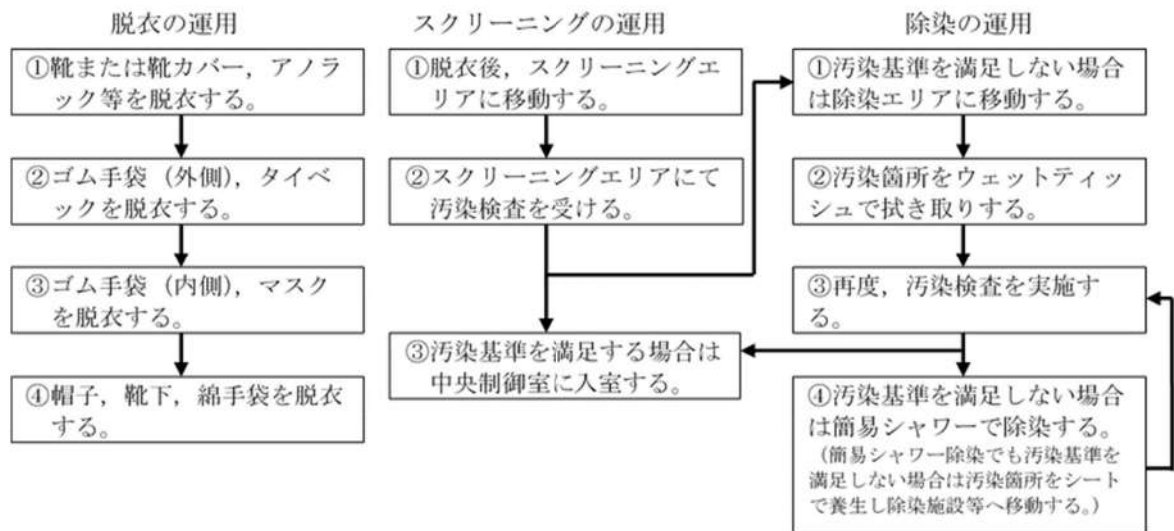 脱衣の運用
①靴または靴カバー，アノラ
ック等を脱衣する。
②ゴム手袋（外側），タイベ
ックを脱衣する。
③ゴム手袋（内側），マスク
を脱衣する。
④帽子，靴下，綿手袋を脱衣
する。
スクリーニングの運用
①脱衣後，スクリーニングエ
リアに移動する。
②スクリーニングエリアにて
汚染検査を受ける。
③汚染基準を満足する場合は
中央制御室に入室する。
除染の運用
①汚染基準を満足しない場合
は除染エリアに移動する。
②汚染箇所をウェットティッ
シュで拭き取りする。
③再度，汚染検査を実施す
る。
④汚染基準を満足しない場合
は簡易シャワーで除染する。
（簡易シャワー除染でも汚染基準を
満足しない場合は汚染箇所をシート
で養生し除染施設等へ移動する。）